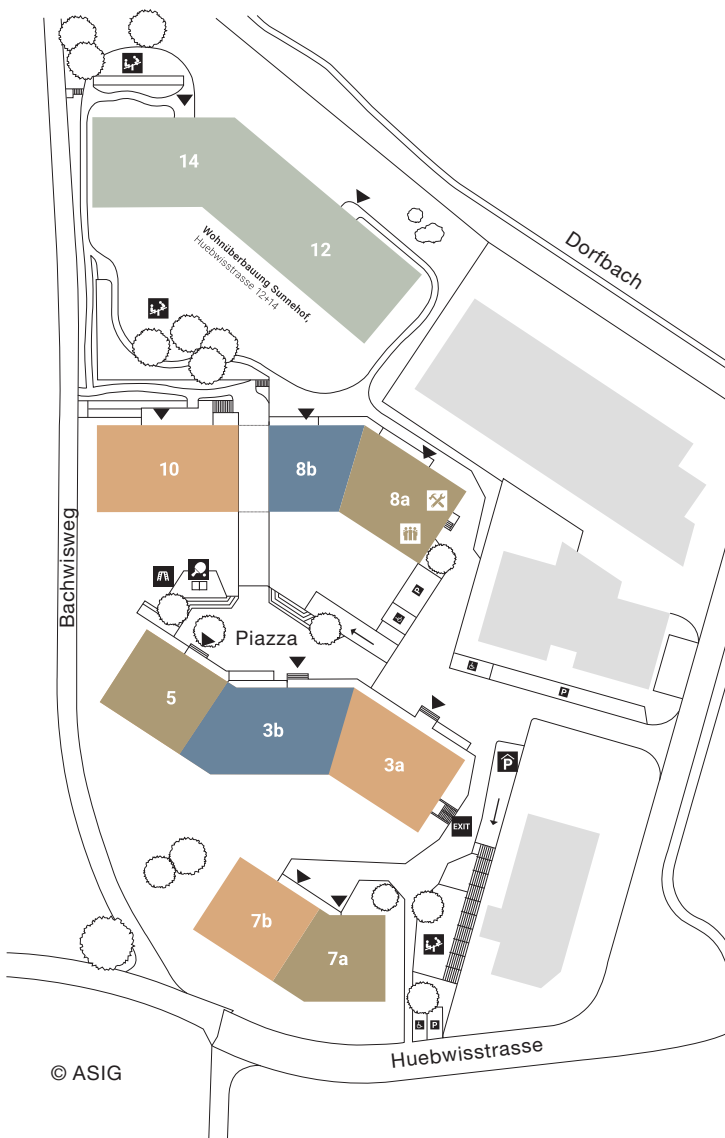 14
12
Wohnüberbauung Sunnehof,
Huebwisstrasse 12+14
Dorfbach
10
8b
8a
Bachwisweg
P
Piazza
5
3b
3a
P
P
EXIT
7b
7a
P
Huebwisstrasse
© ASIG